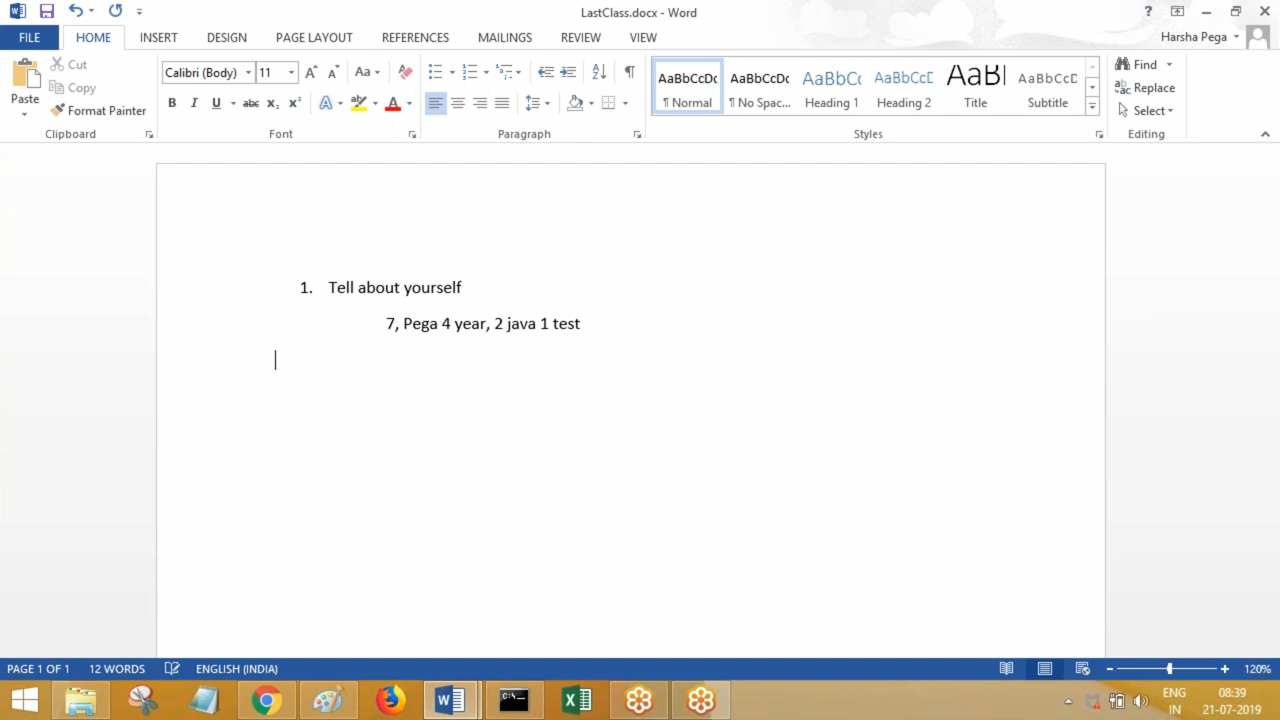 LastClass.docx - Word
FILE HOME INSERT DESIGN PAGE LAYOUT REFERENCES MAILINGS REVIEW VIEW Harsha Pega
Cut
Copy
Format Painter
Paste
Clipboard
Calibri (Body) 11
Font
Paragraph
AaBbCcDc AaBbCcDc AaBbCc AaBbCcE AaB AaBbCcD
¶ Normal ¶ No Spac... Heading 1 Heading 2 Title Subtitle
Styles
Find
Replace
Select
Editing
1. Tell about yourself
7, Pega 4 year, 2 java 1 test
PAGE 1 OF 1 12 WORDS ENGLISH (INDIA) 120%
ENG 08:39
IN 21-07-2019